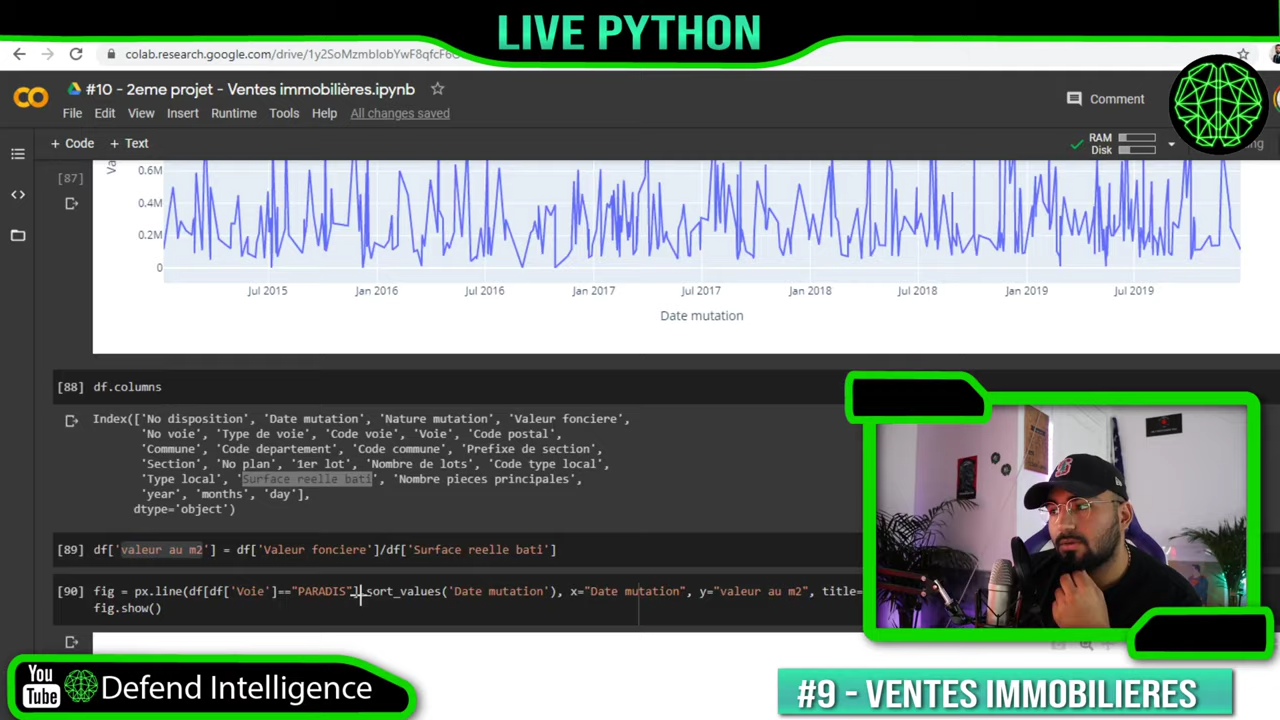 LIVE PYTHON
colab.research.google.com/drive/1y2SoMzmbIobYwF8qfcF6
#10 - 2eme projet - Ventes immobilières.ipynb
Comment
File Edit View Insert Runtime Tools Help All changes saved
+ Code + Text
RAM
Disk
[87]
0.6M
0.4M
0.2M
0
Jul 2015 Jan 2016 Jul 2016 Jan 2017 Jul 2017 Jan 2018 Jul 2018 Jan 2019 Jul 2019
Date mutation
[88] df.columns
Index(['No disposition', 'Date mutation', 'Nature mutation', 'Valeur fonciere',
'No voie', 'Type de voie', 'Code voie', 'Voie', 'Code postal',
'Commune', 'Code departement', 'Code commune', 'Prefixe de section',
'Section', 'No plan', '1er lot', 'Nombre de lots', 'Code type local',
'Type local', 'Surface reelle bati', 'Nombre pieces principales',
'year', 'months', 'day'],
dtype='object')
[89] df['valeur au m2'] = df['Valeur fonciere']/df['Surface reelle bati']
[90] fig = px.line(df[df['Voie']=="PARADIS"].sort_values('Date mutation'), x="Date mutation", y="valeur au m2", title=
fig.show()
You
Tube
Defend Intelligence
#9 - VENTES IMMOBILIERES